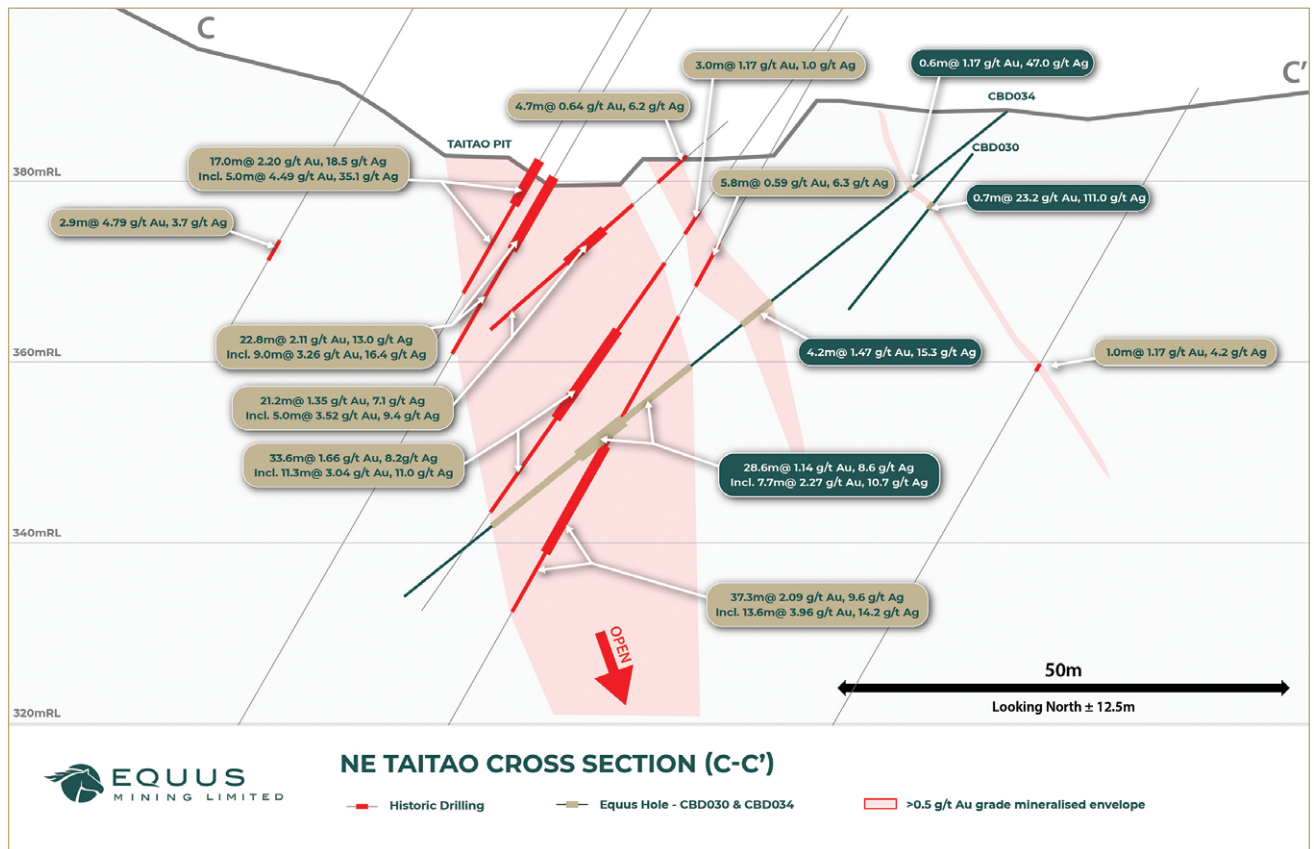 C
C'
3.0m@ 1.17 g/t Au, 1.0 g/t Ag
0.6m@ 1.17 g/t Au, 47.0 g/t Ag
4.7m@ 0.64 g/t Au, 6.2 g/t Ag
CBD034
TAITAO PIT
CBD030
17.0m@ 2.20 g/t Au, 18.5 g/t Ag
Incl. 5.0m@ 4.49 g/t Au, 35.1 g/t Ag
380mRL
5.8m@ 0.59 g/t Au, 6.3 g/t Ag
0.7m@ 23.2 g/t Au, 111.0 g/t Ag
2.9m@ 4.79 g/t Au, 3.7 g/t Ag
22.8m@ 2.11 g/t Au, 13.0 g/t Ag
Incl. 9.0m@ 3.26 g/t Au, 16.4 g/t Ag
360mRL
4.2m@ 1.47 g/t Au, 15.3 g/t Ag
1.0m@ 1.17 g/t Au, 4.2 g/t Ag
21.2m@ 1.35 g/t Au, 7.1 g/t Ag
Incl. 5.0m@ 3.52 g/t Au, 9.4 g/t Ag
33.6m@ 1.66 g/t Au, 8.2g/t Ag
Incl. 11.3m@ 3.04 g/t Au, 11.0 g/t Ag
28.6m@ 1.14 g/t Au, 8.6 g/t Ag
Incl. 7.7m@ 2.27 g/t Au, 10.7 g/t Ag
340mRL
37.3m@ 2.09 g/t Au, 9.6 g/t Ag
Incl. 13.6m@ 3.96 g/t Au, 14.2 g/t Ag
OPEN
50m
Looking North ± 12.5m
320mRL
EQUUS
MINING LIMITED
NE TAITAO CROSS SECTION (C-C')
Historic Drilling
Equus Hole - CBD030 & CBD034
>0.5 g/t Au grade mineralised envelope